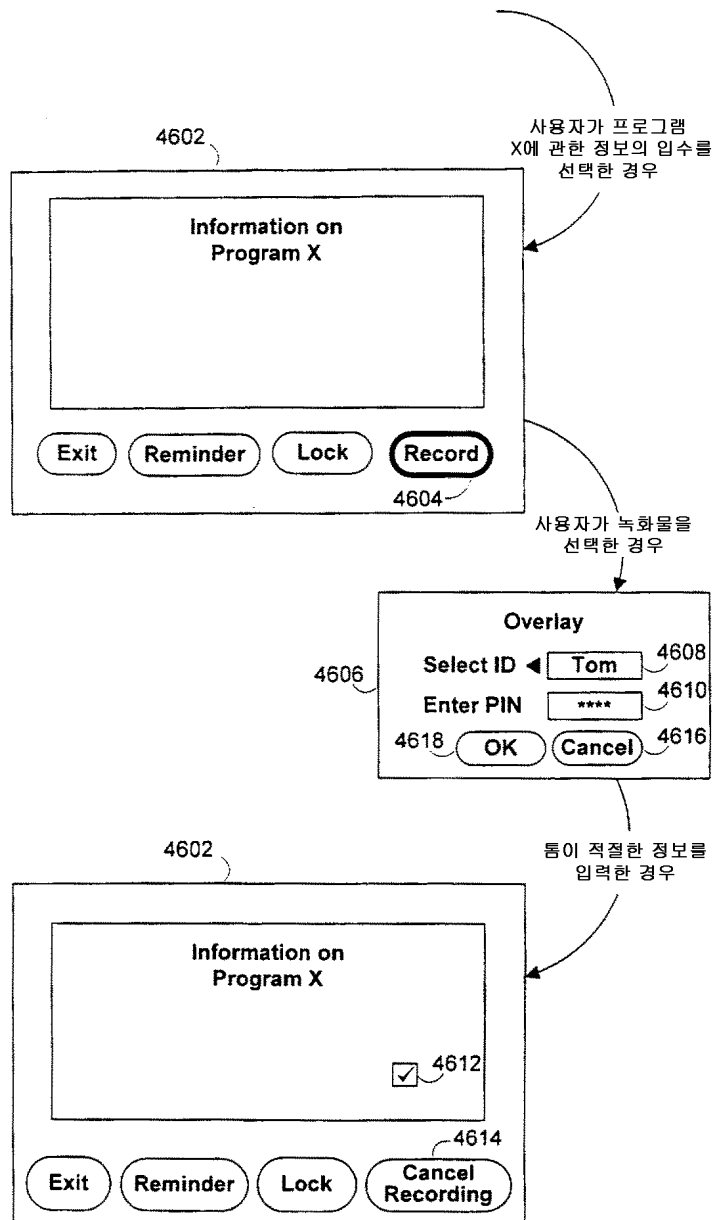 사용자가 프로그램
X에 관한 정보의 입수를
선택한 경우
4602
Information on
Program X
Exit
Reminder
Lock
Record
4604
사용자가 녹화물을
선택한 경우
Overlay
4606
Select ID ◀ Tom
4608
Enter PIN ****
4610
4618
OK
Cancel
4616
톰이 적절한 정보를
입력한 경우
4602
Information on
Program X
4612
4614
Exit
Reminder
Lock
Cancel
Recording